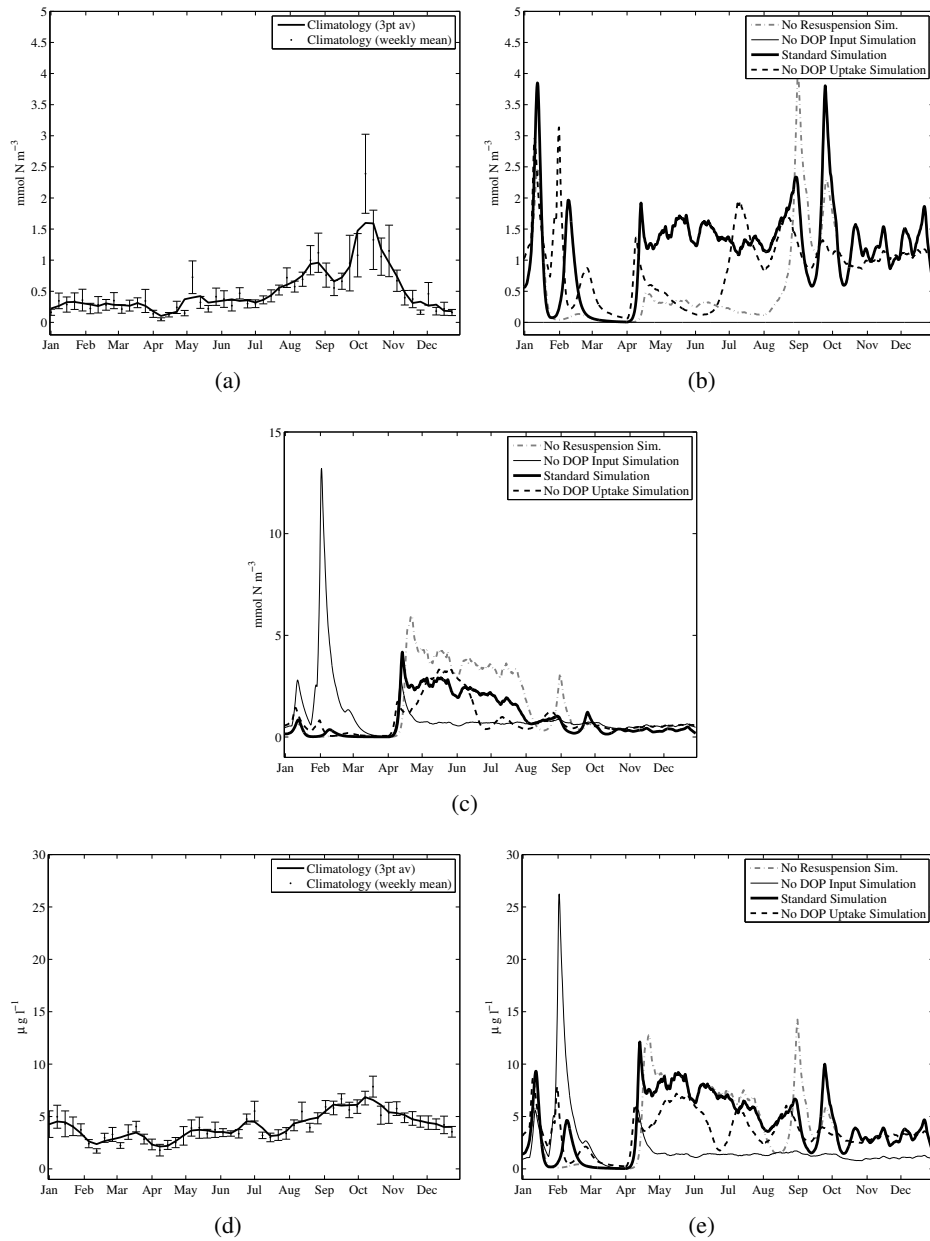 5
4.5
4
3.5
3
2.5
2
1.5
1
0.5
0
mmol N m⁻³
Climatology (3pt av)
Climatology (weekly mean)
Jan Feb Mar Apr May Jun Jul Aug Sep Oct Nov Dec
(a)
5
4.5
4
3.5
3
2.5
2
1.5
1
0.5
0
mmol N m⁻³
No Resuspension Sim.
No DOP Input Simulation
Standard Simulation
No DOP Uptake Simulation
Jan Feb Mar Apr May Jun Jul Aug Sep Oct Nov Dec
(b)
15
10
5
0
mmol N m⁻³
No Resuspension Sim.
No DOP Input Simulation
Standard Simulation
No DOP Uptake Simulation
Jan Feb Mar Apr May Jun Jul Aug Sep Oct Nov Dec
(c)
30
25
20
15
10
5
0
μ g l⁻¹
Climatology (3pt av)
Climatology (weekly mean)
Jan Feb Mar Apr May Jun Jul Aug Sep Oct Nov Dec
(d)
30
25
20
15
10
5
0
μ g l⁻¹
No Resuspension Sim.
No DOP Input Simulation
Standard Simulation
No DOP Uptake Simulation
Jan Feb Mar Apr May Jun Jul Aug Sep Oct Nov Dec
(e)